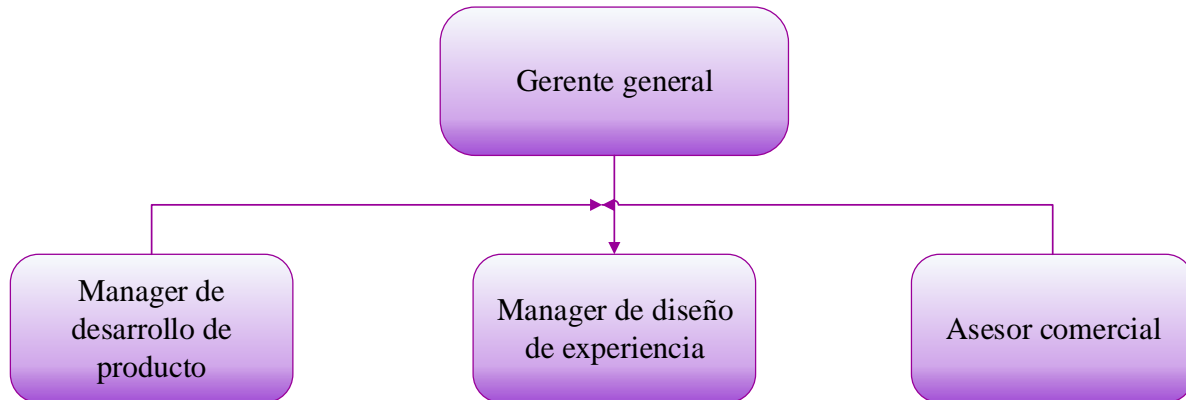 Gerente general
Manager de
desarrollo de
producto
Manager de diseño
de experiencia
Asesor comercial